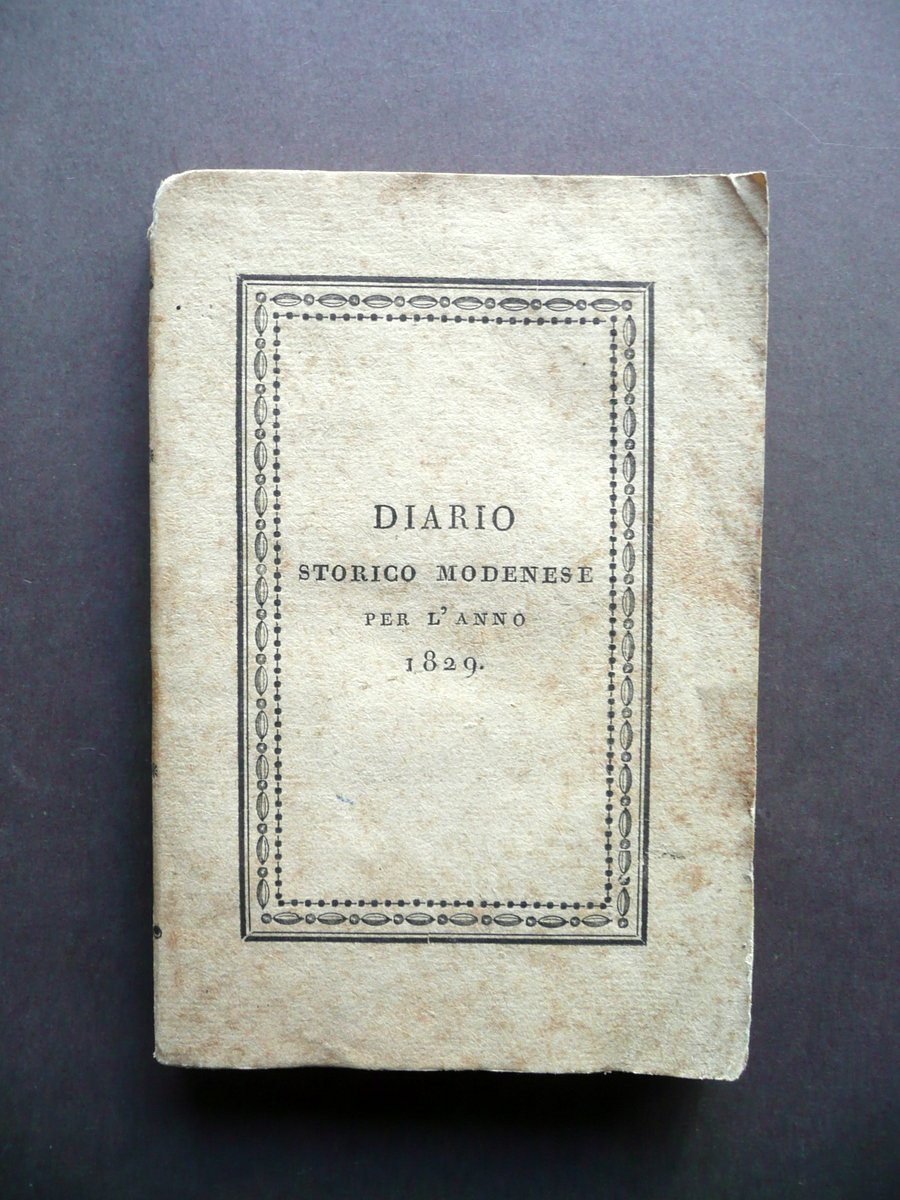 DIARIO
STORICO MODENESE
PER L'ANNO
1829.